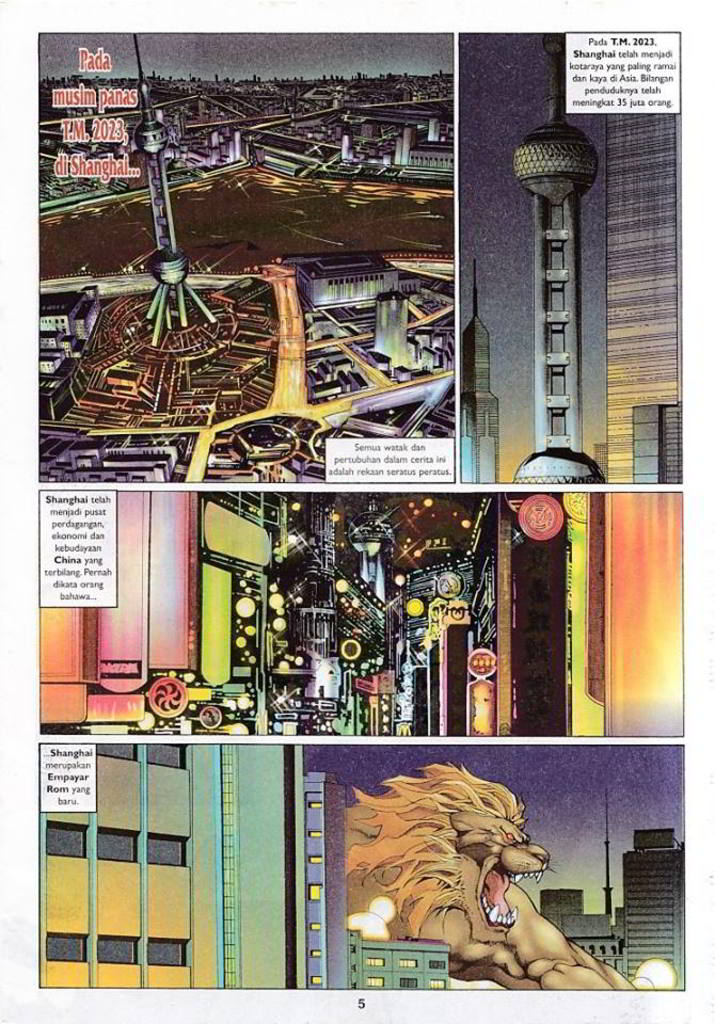 Pada
musim panas
T.M. 2023,
di Shanghai...
Semua watak dan
pertubuhan dalam cerita ini
adalah rekaan seratus peratus.
Pada T.M. 2023,
Shanghai telah menjadi
kotaraya yang paling ramai
dan kaya di Asia. Bilangan
penduduknya telah
meningkat 35 juta orang.
Shanghai telah
menjadi pusat
perdagangan,
ekonomi dan
kebudayaan
China yang
terbilang. Pernah
dikata orang
bahawa...
...Shanghai
merupakan
Empayar
Rom yang
baru.
5